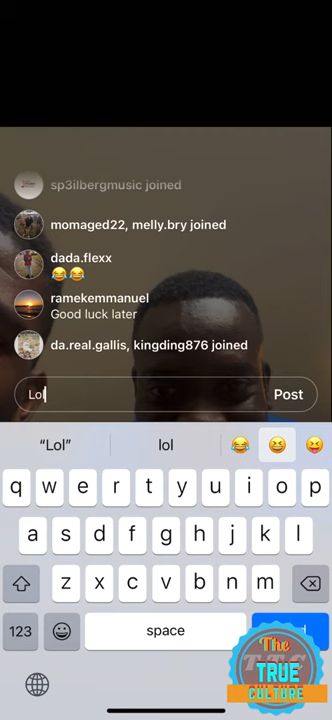 sp3ilbergmusic joined
momaged22, melly.bry joined
dada.flexx
😂😂
ramekemmanuel
Good luck later
da.real.gallis, kingding876 joined
Lol Post
“Lol” lol 😂 😆 😝
q w e r t y u i o p
a s d f g h j k l
z x c v b n m
123 space
The
T.T.C
TRUE
CULTURE